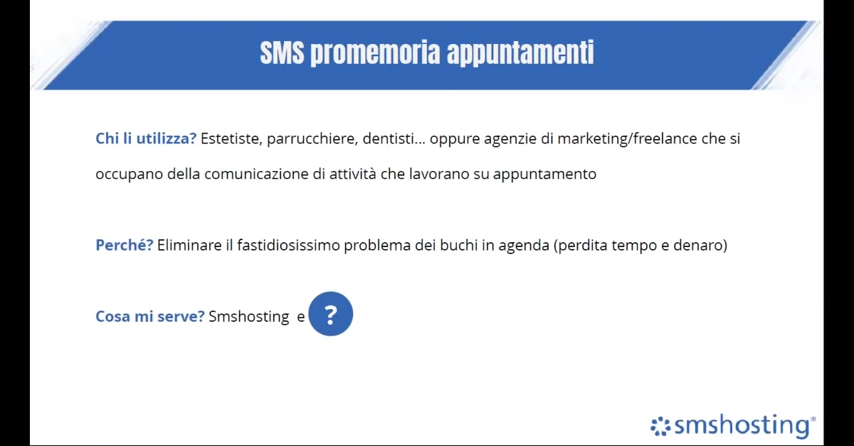 SMS promemoria appuntamenti
Chi li utilizza? Estetiste, parrucchiere, dentisti... oppure agenzie di marketing/freelance che si
occupano della comunicazione di attività che lavorano su appuntamento
Perché? Eliminare il fastidiosissimo problema dei buchi in agenda (perdita tempo e denaro)
Cosa mi serve? Smshosting e ?
smshosting®